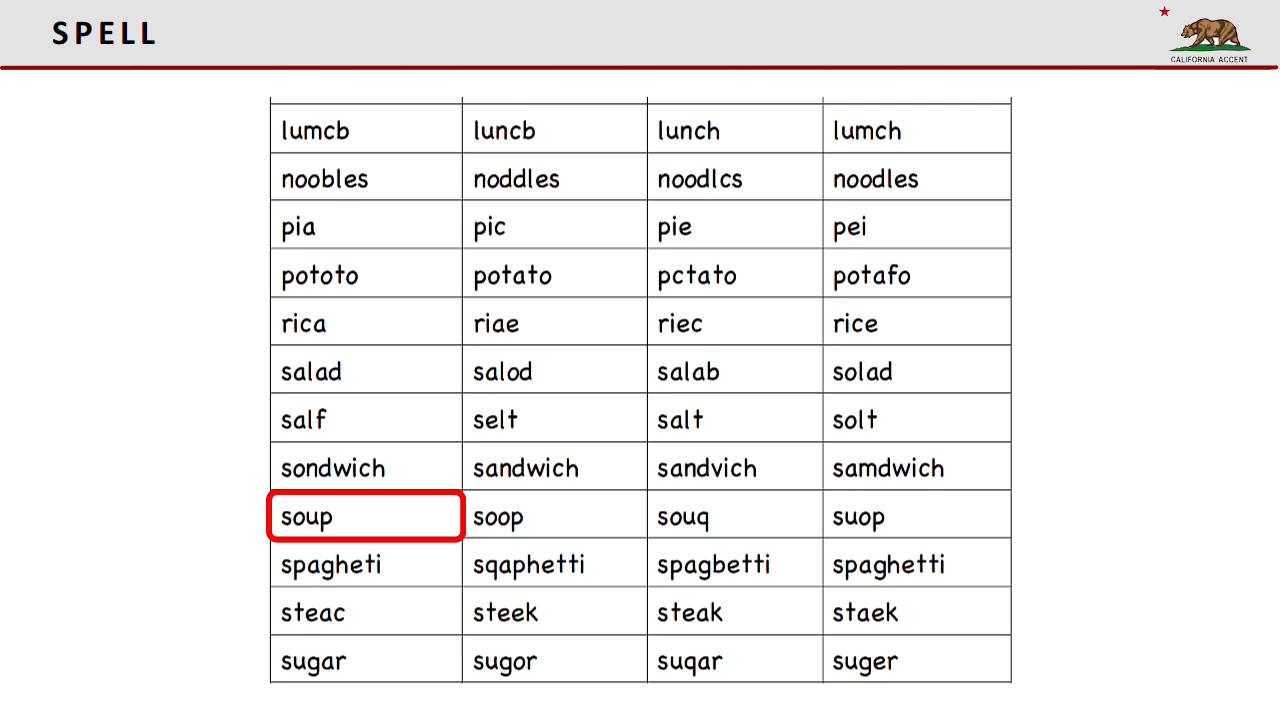 SPELL
CALIFORNIA ACCENT
lumcb luncb lunch lumch
noobles noddles noodlcs noodles
pia pic pie pei
pototo potato pctato potafo
rica riae riec rice
salad salod salab solad
salf selt salt solt
sondwich sandwich sandvich samdwich
soup soop souq suop
spagheti sqaphetti spagbetti spaghetti
steac steek steak staek
sugar sugor suqar suger